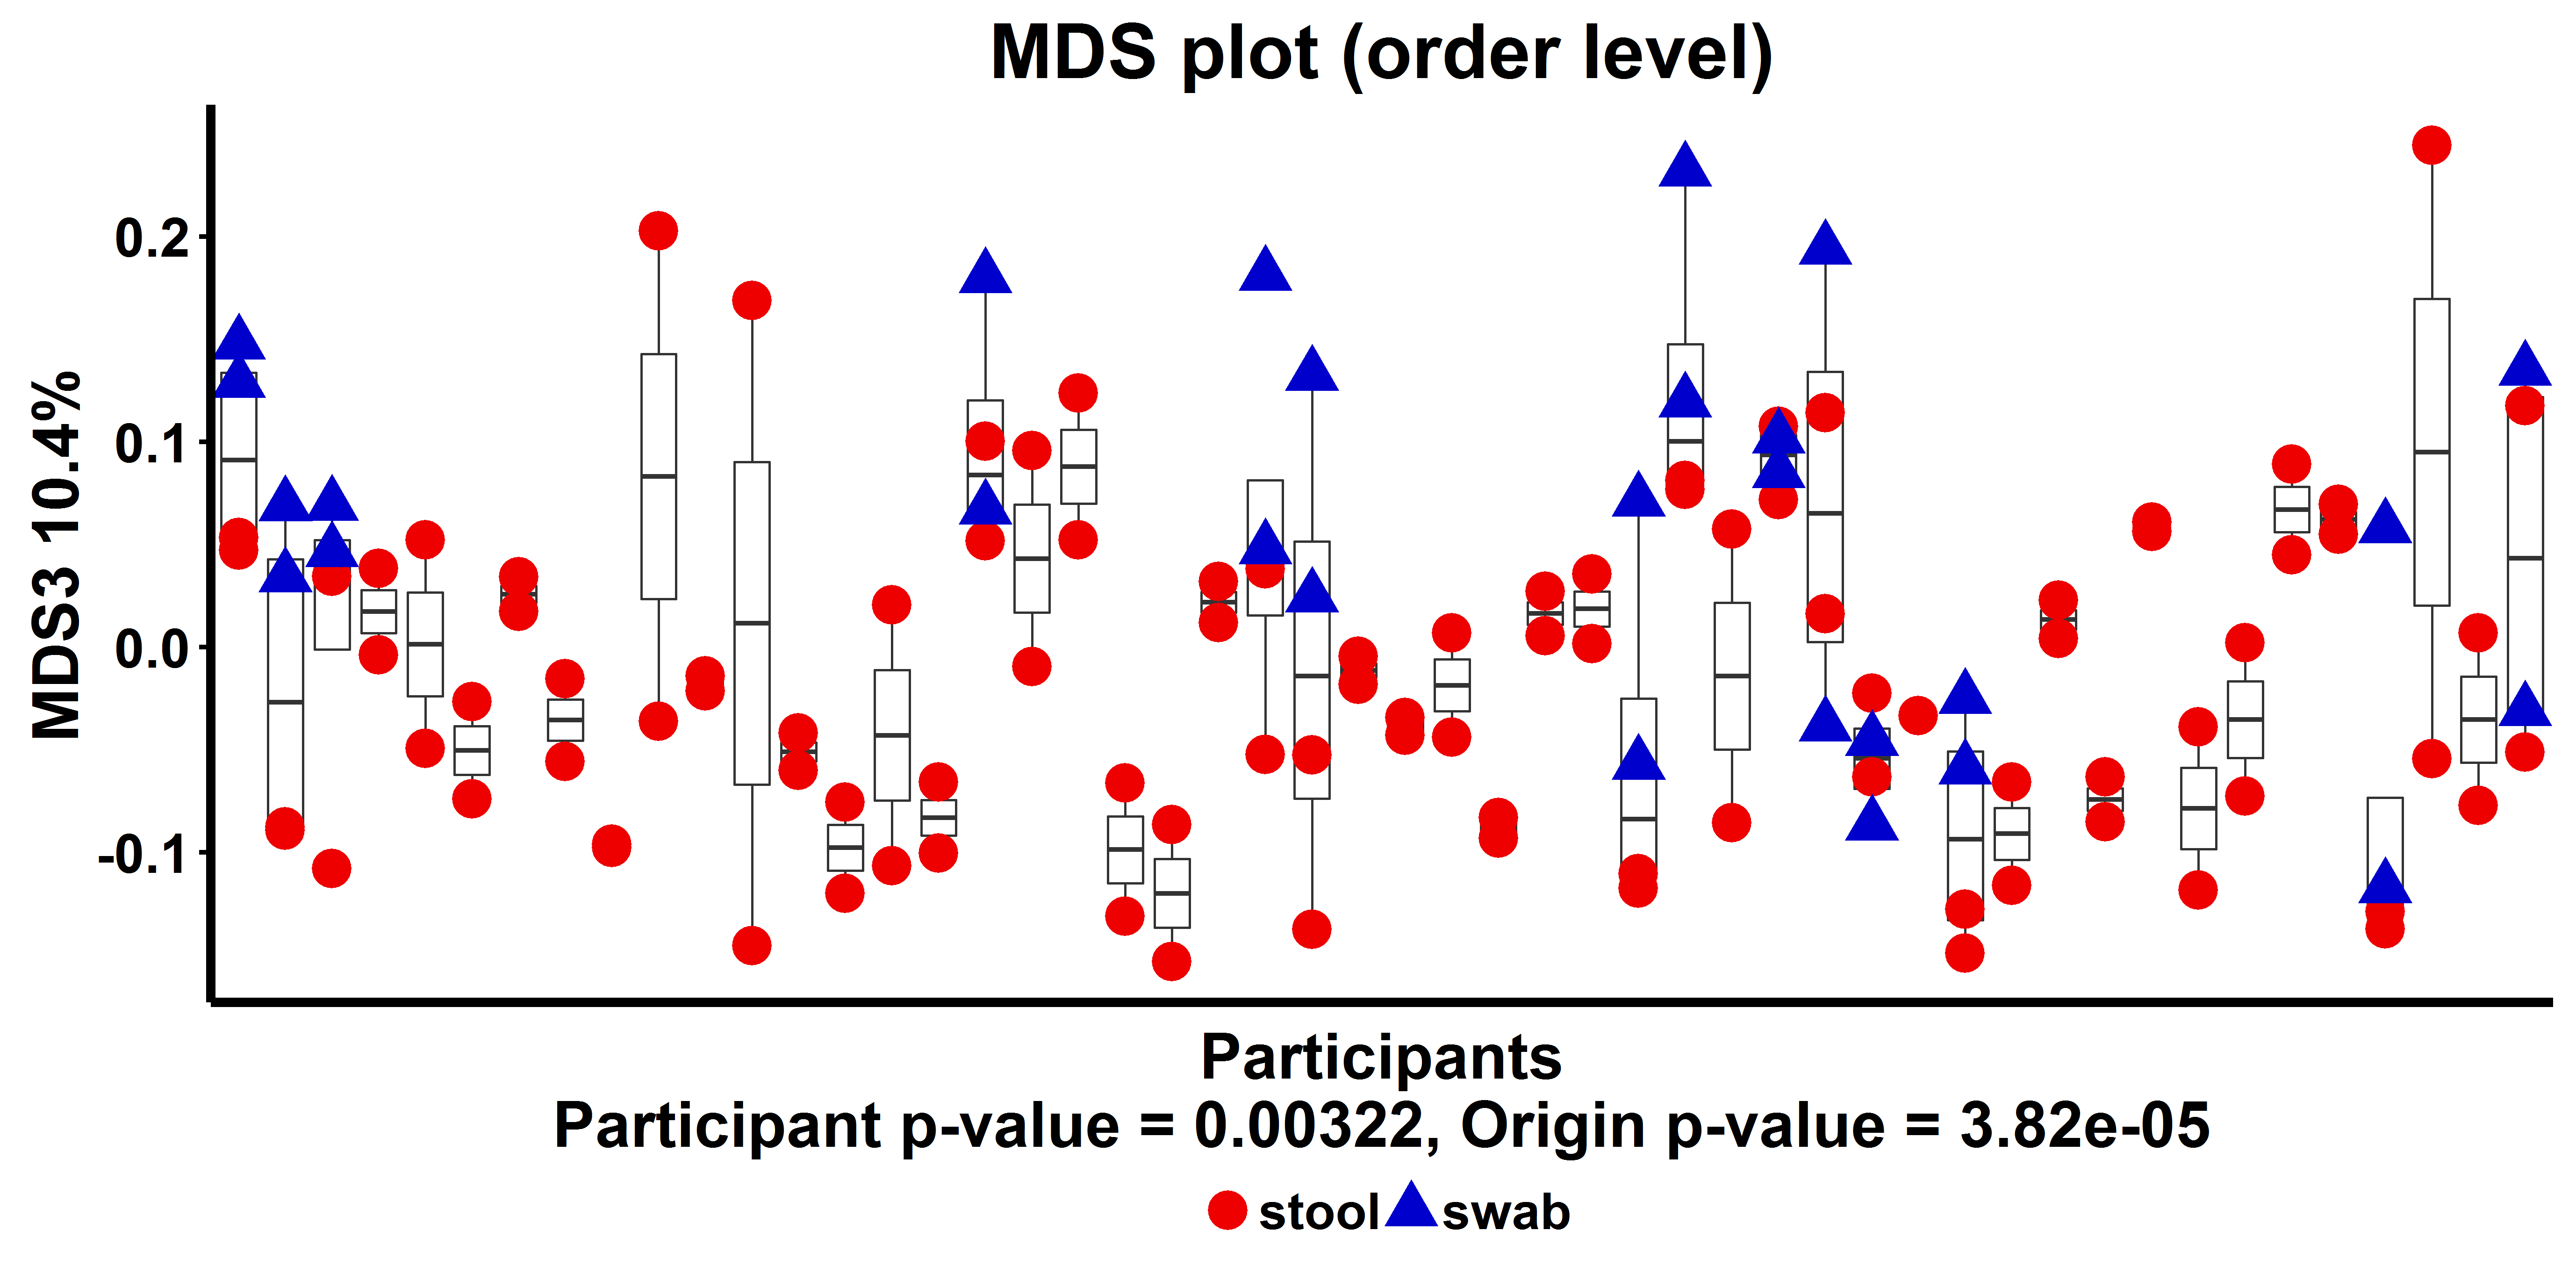 MDS plot (order level)
MDS3 10.4%
0.2
0.1
0.0
-0.1
Participants
Participant p-value = 0.00322, Origin p-value = 3.82e-05
stool swab